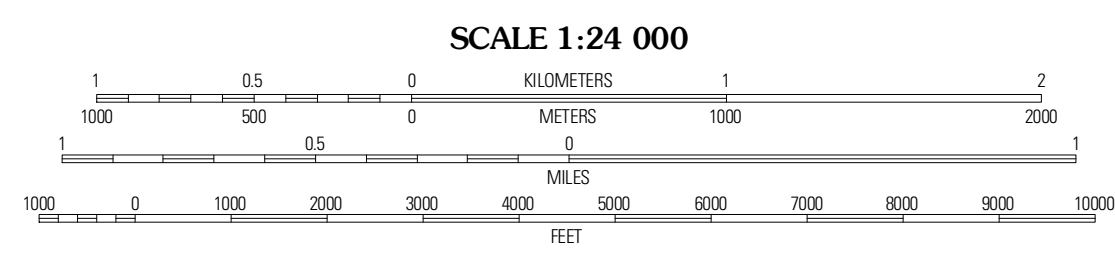 SCALE 1:24 000
1 0.5 0 KILOMETERS 1 2
1000 500 0 METERS 1000 2000
1 0.5 0 1
MILES
1000 0 1000 2000 3000 4000 5000 6000 7000 8000 9000 10000
FEET